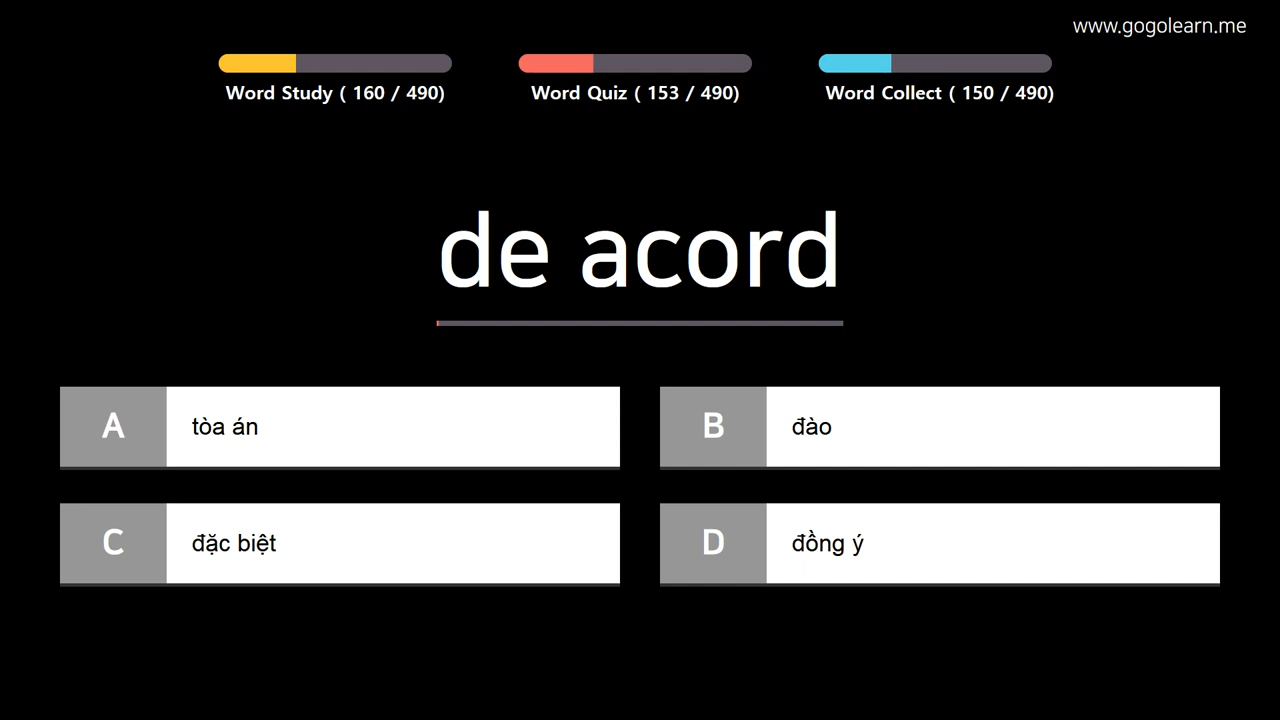 www.gogolearn.me
Word Study ( 160 / 490)
Word Quiz ( 153 / 490)
Word Collect ( 150 / 490)
de acord
A
tòa án
B
đào
C
đặc biệt
D
đồng ý